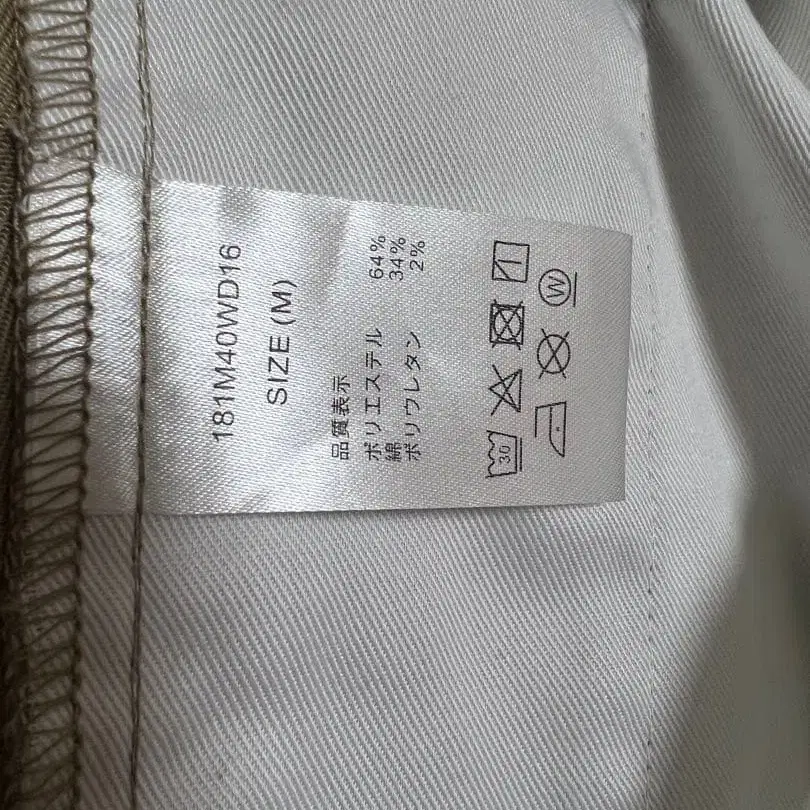 181M40WD16
SIZE (M)
品質表示
ポリエステル 64%
綿 34%
ポリウレタン 2%
30
W